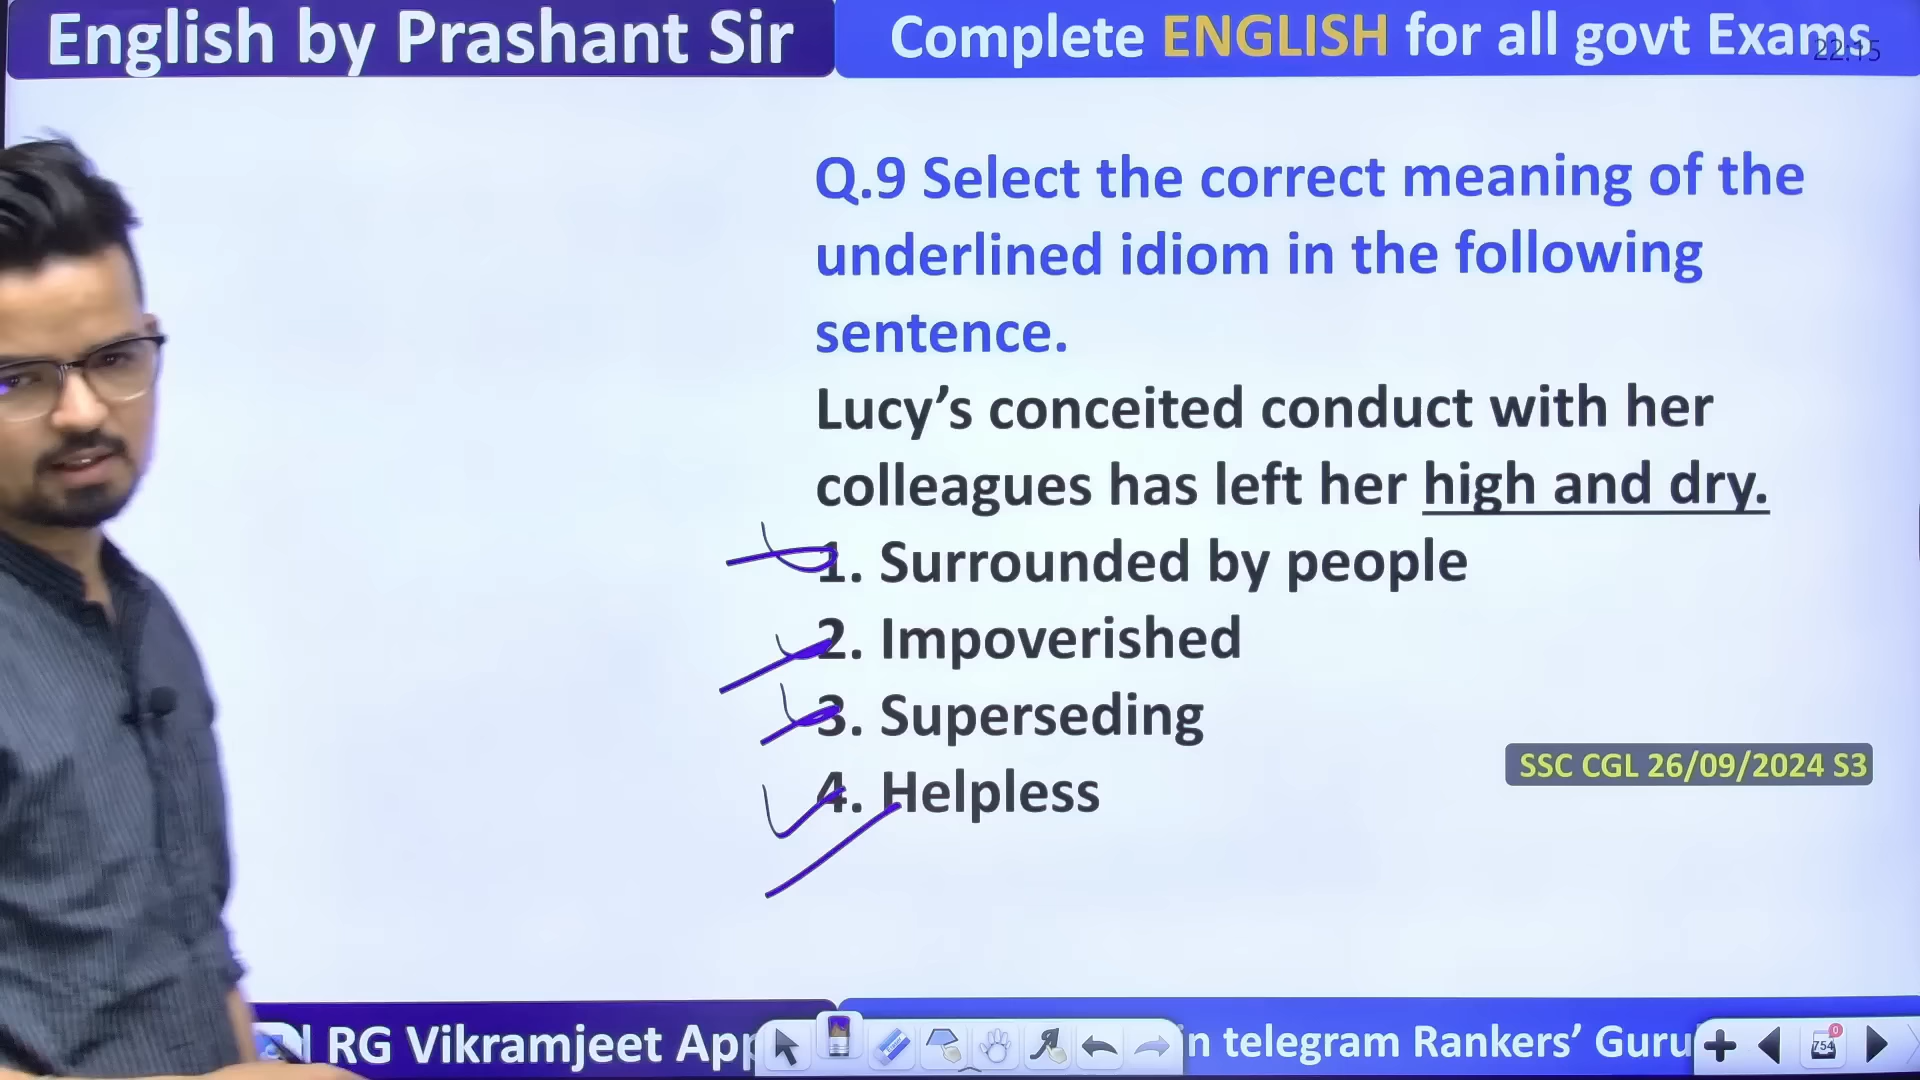 English by Prashant Sir
Complete ENGLISH for all govt Exams
22:15
Q.9 Select the correct meaning of the
underlined idiom in the following
sentence.
Lucy’s conceited conduct with her
colleagues has left her high and dry.
1. Surrounded by people
2. Impoverished
3. Superseding
4. Helpless
SSC CGL 26/09/2024 S3
RG Vikramjeet App
in telegram Rankers’ Guru
754
0